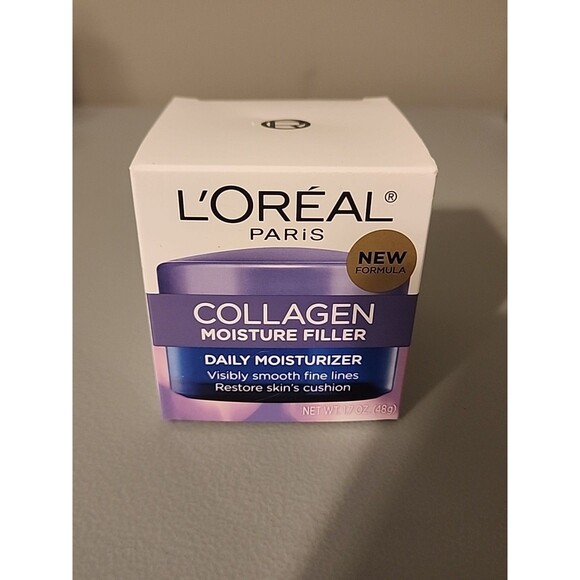 L'ORÉAL®
PARiS
NEW
FORMULA
COLLAGEN
MOISTURE FILLER
DAILY MOISTURIZER
Visibly smooth fine lines
Restore skin's cushion
NET WT. 1.7 OZ. (48g)